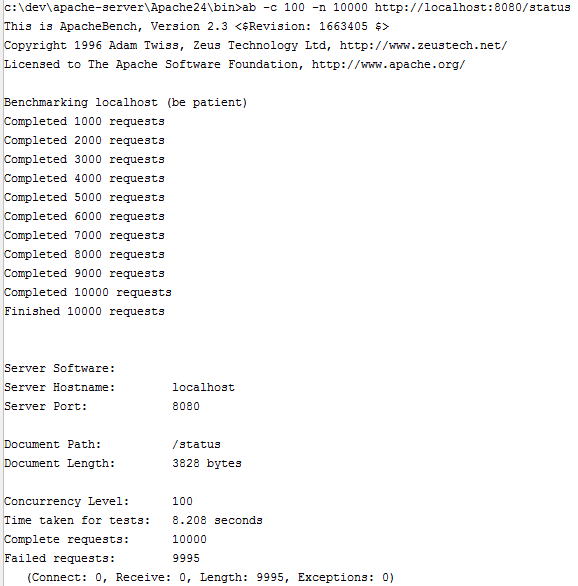 c:\dev\apache-server\Apache24\bin>ab -c 100 -n 10000 http://localhost:8080/status
This is ApacheBench, Version 2.3 <$Revision: 1663405 $>
Copyright 1996 Adam Twiss, Zeus Technology Ltd, http://www.zeustech.net/
Licensed to The Apache Software Foundation, http://www.apache.org/

Benchmarking localhost (be patient)
Completed 1000 requests
Completed 2000 requests
Completed 3000 requests
Completed 4000 requests
Completed 5000 requests
Completed 6000 requests
Completed 7000 requests
Completed 8000 requests
Completed 9000 requests
Completed 10000 requests
Finished 10000 requests

Server Software:
Server Hostname:        localhost
Server Port:            8080

Document Path:          /status
Document Length:        3828 bytes

Concurrency Level:      100
Time taken for tests:   8.208 seconds
Complete requests:      10000
Failed requests:        9995
   (Connect: 0, Receive: 0, Length: 9995, Exceptions: 0)